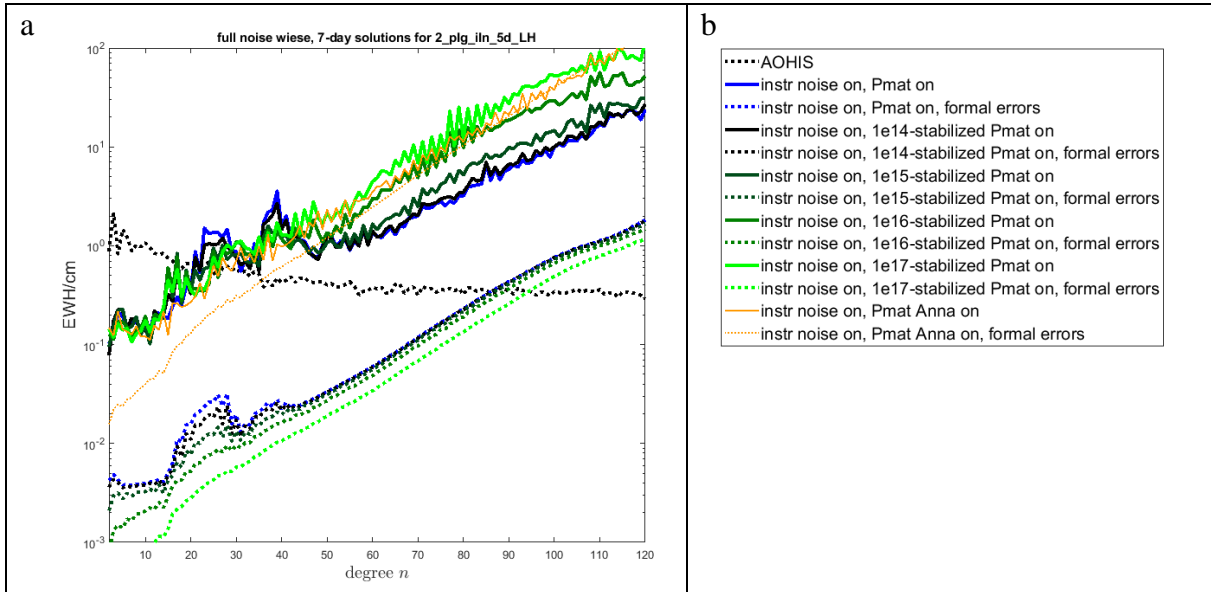 a
full noise wiese, 7-day solutions for 2_plg_iln_5d_LH
EWH/cm
10^2
10^1
10^0
10^-1
10^-2
10^-3
10 20 30 40 50 60 70 80 90 100 110 120
degree n
b
AOHIS
instr noise on, Pmat on
instr noise on, Pmat on, formal errors
instr noise on, 1e14-stabilized Pmat on
instr noise on, 1e14-stabilized Pmat on, formal errors
instr noise on, 1e15-stabilized Pmat on
instr noise on, 1e15-stabilized Pmat on, formal errors
instr noise on, 1e16-stabilized Pmat on
instr noise on, 1e16-stabilized Pmat on, formal errors
instr noise on, 1e17-stabilized Pmat on
instr noise on, 1e17-stabilized Pmat on, formal errors
instr noise on, Pmat Anna on
instr noise on, Pmat Anna on, formal errors